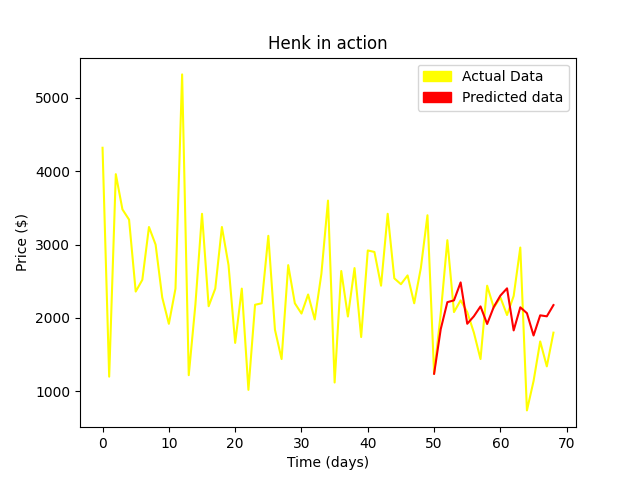 Henk in action
Actual Data
Predicted data
Price ($)
5000
4000
3000
2000
1000
0 10 20 30 40 50 60 70
Time (days)